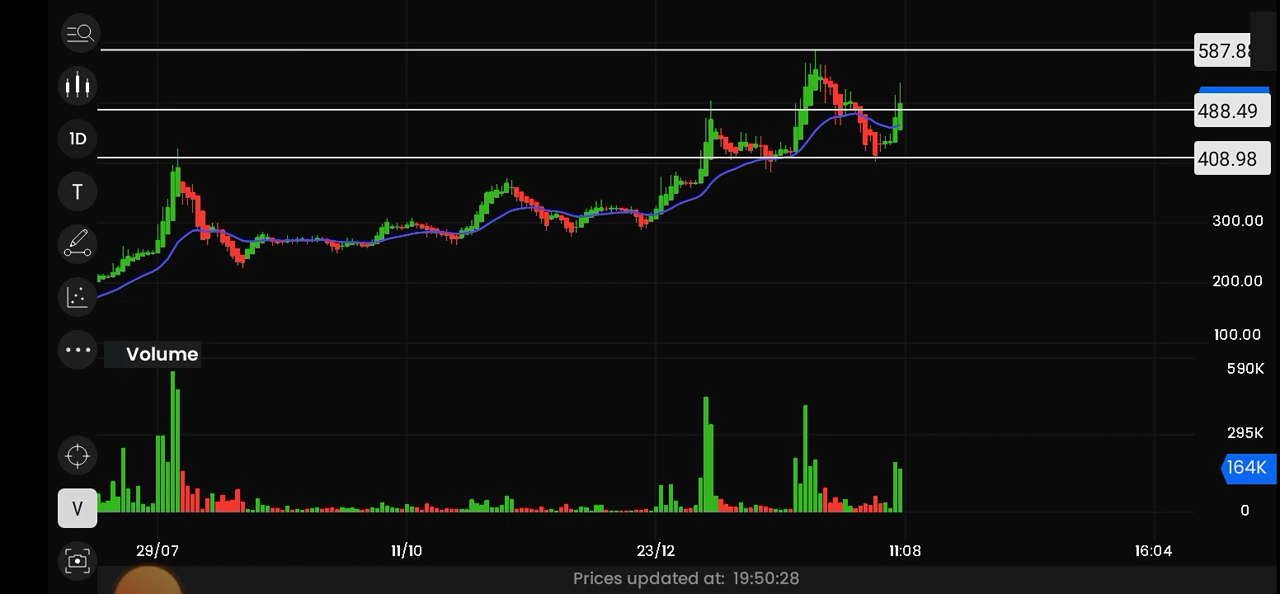 587.88
488.49
1D
408.98
T
300.00
200.00
100.00
Volume
590K
295K
164K
V
0
29/07 11/10 23/12 11:08 16:04
Prices updated at: 19:50:28